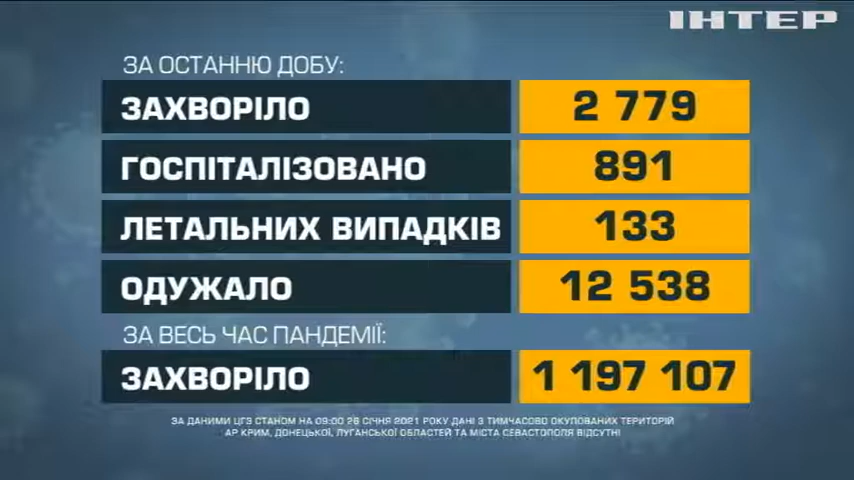 ІНТЕР
ЗА ОСТАННЮ ДОБУ:
ЗАХВОРІЛО 2 779
ГОСПІТАЛІЗОВАНО 891
ЛЕТАЛЬНИХ ВИПАДКІВ 133
ОДУЖАЛО 12 538
ЗА ВЕСЬ ЧАС ПАНДЕМІЇ:
ЗАХВОРІЛО 1 197 107
ЗА ДАНИМИ ЦГЗ СТАНОМ НА 09:00 26 СІЧНЯ 2021 РОКУ ДАНІ З ТИМЧАСОВО ОКУПОВАНИХ ТЕРИТОРІЙ
АР КРИМ, ДОНЕЦЬКОЇ, ЛУГАНСЬКОЇ ОБЛАСТЕЙ ТА МІСТА СЕВАСТОПОЛЯ ВІДСУТНІ